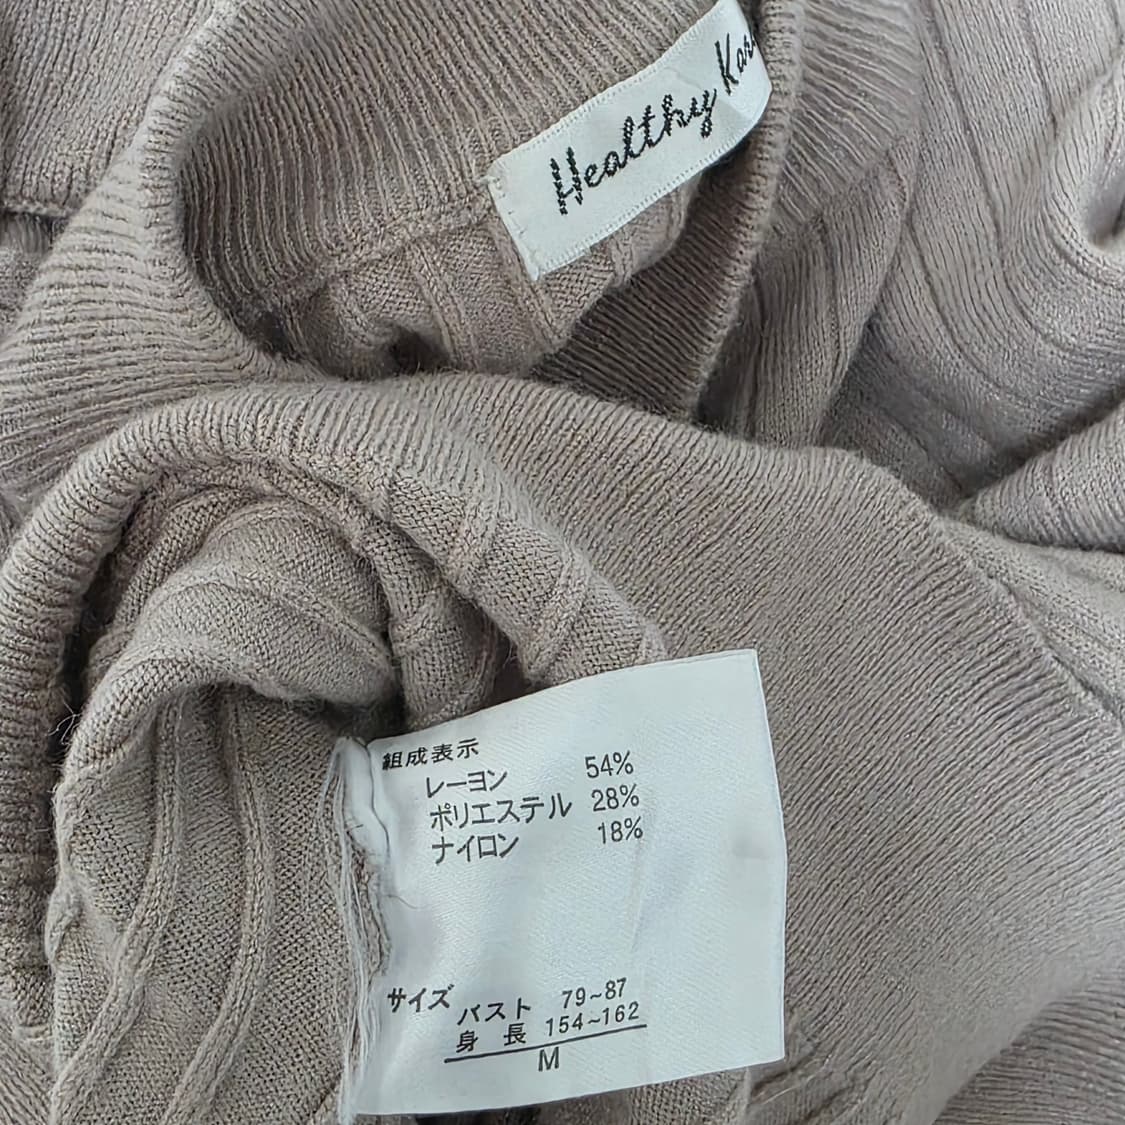 Healthy
組成表示
レーヨン 54%
ポリエステル 28%
ナイロン 18%
サイズ
バスト 79~87
身長 154~162
M